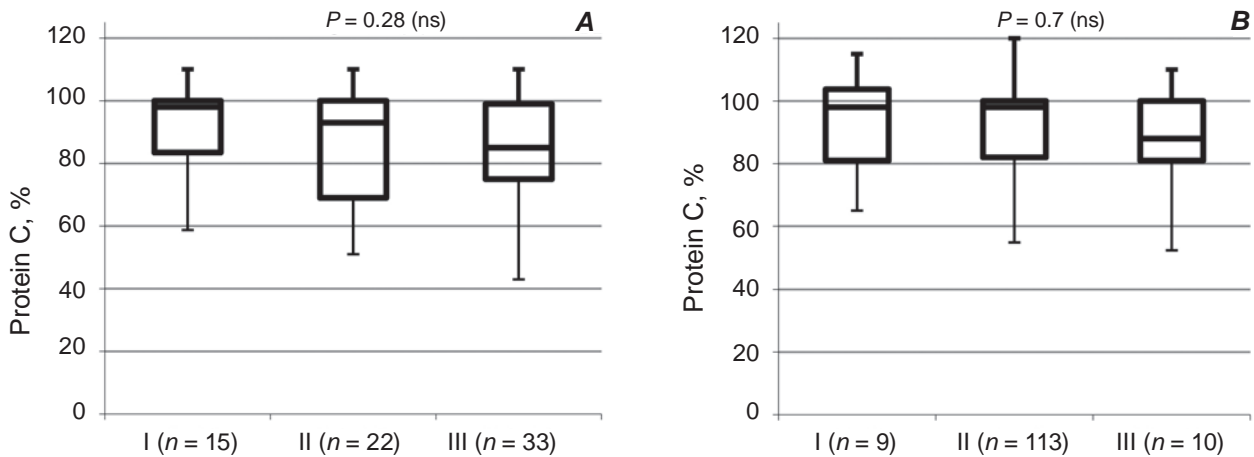 P = 0.28 (ns)
A
120
100
80
60
40
20
0
Protein C, %
I (n = 15)
II (n = 22)
III (n = 33)
P = 0.7 (ns)
B
120
100
80
60
40
20
0
Protein C, %
I (n = 9)
II (n = 113)
III (n = 10)